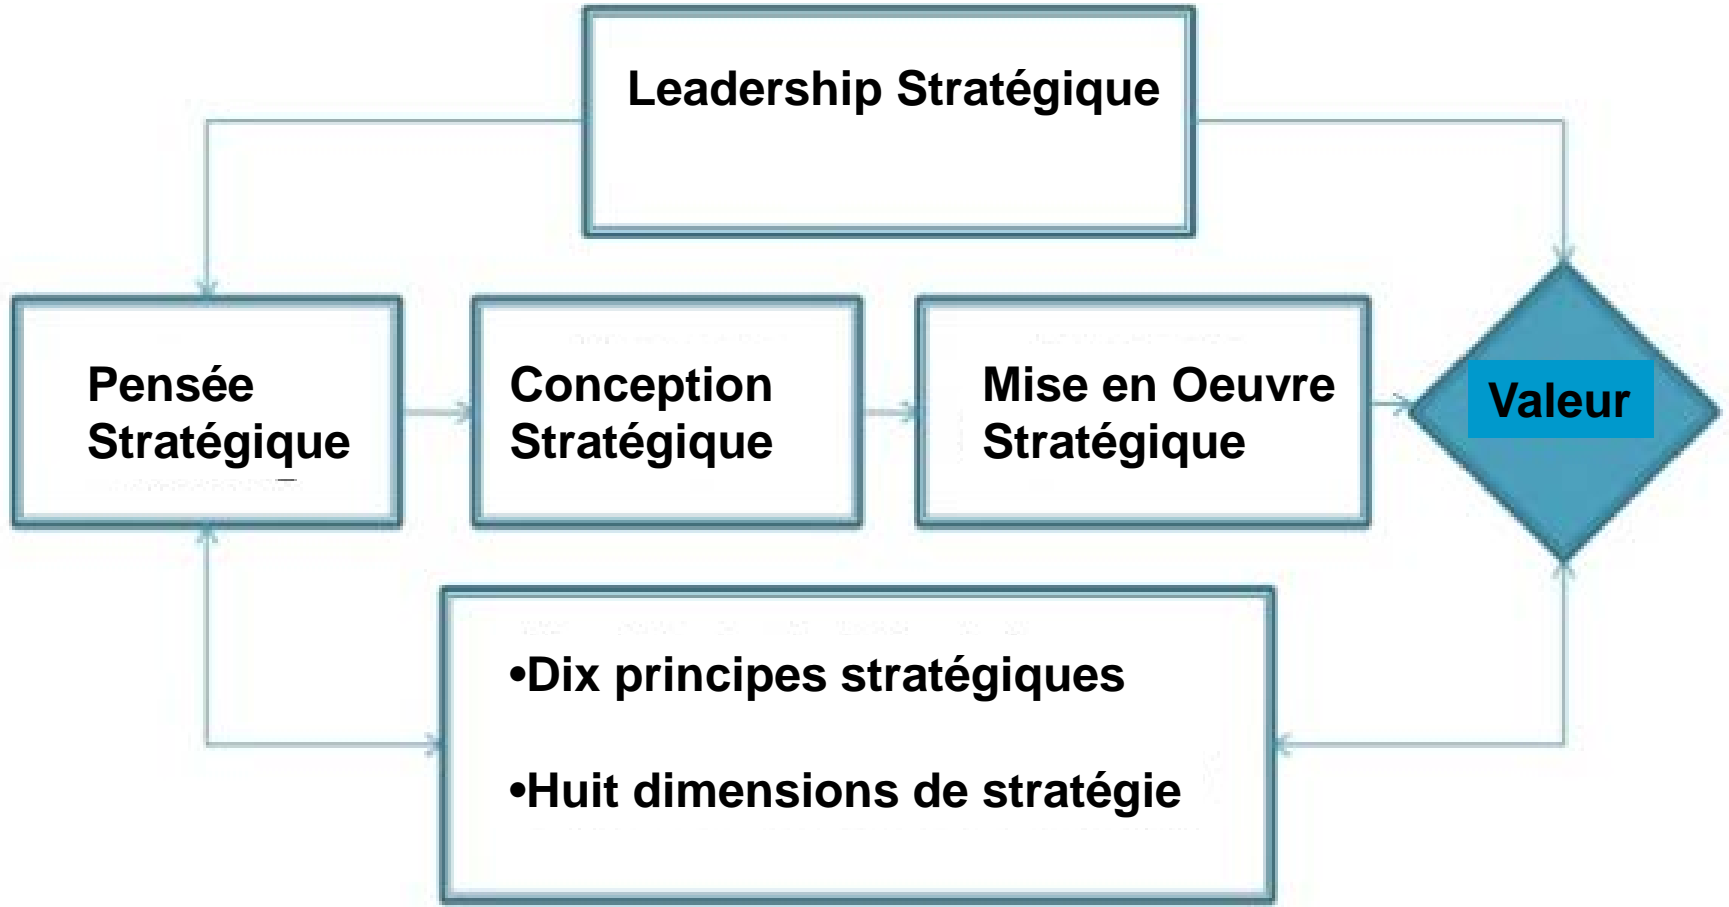 Leadership Stratégique
Pensée
Stratégique
Conception
Stratégique
Mise en Oeuvre
Stratégique
Valeur
•Dix principes stratégiques
•Huit dimensions de stratégie